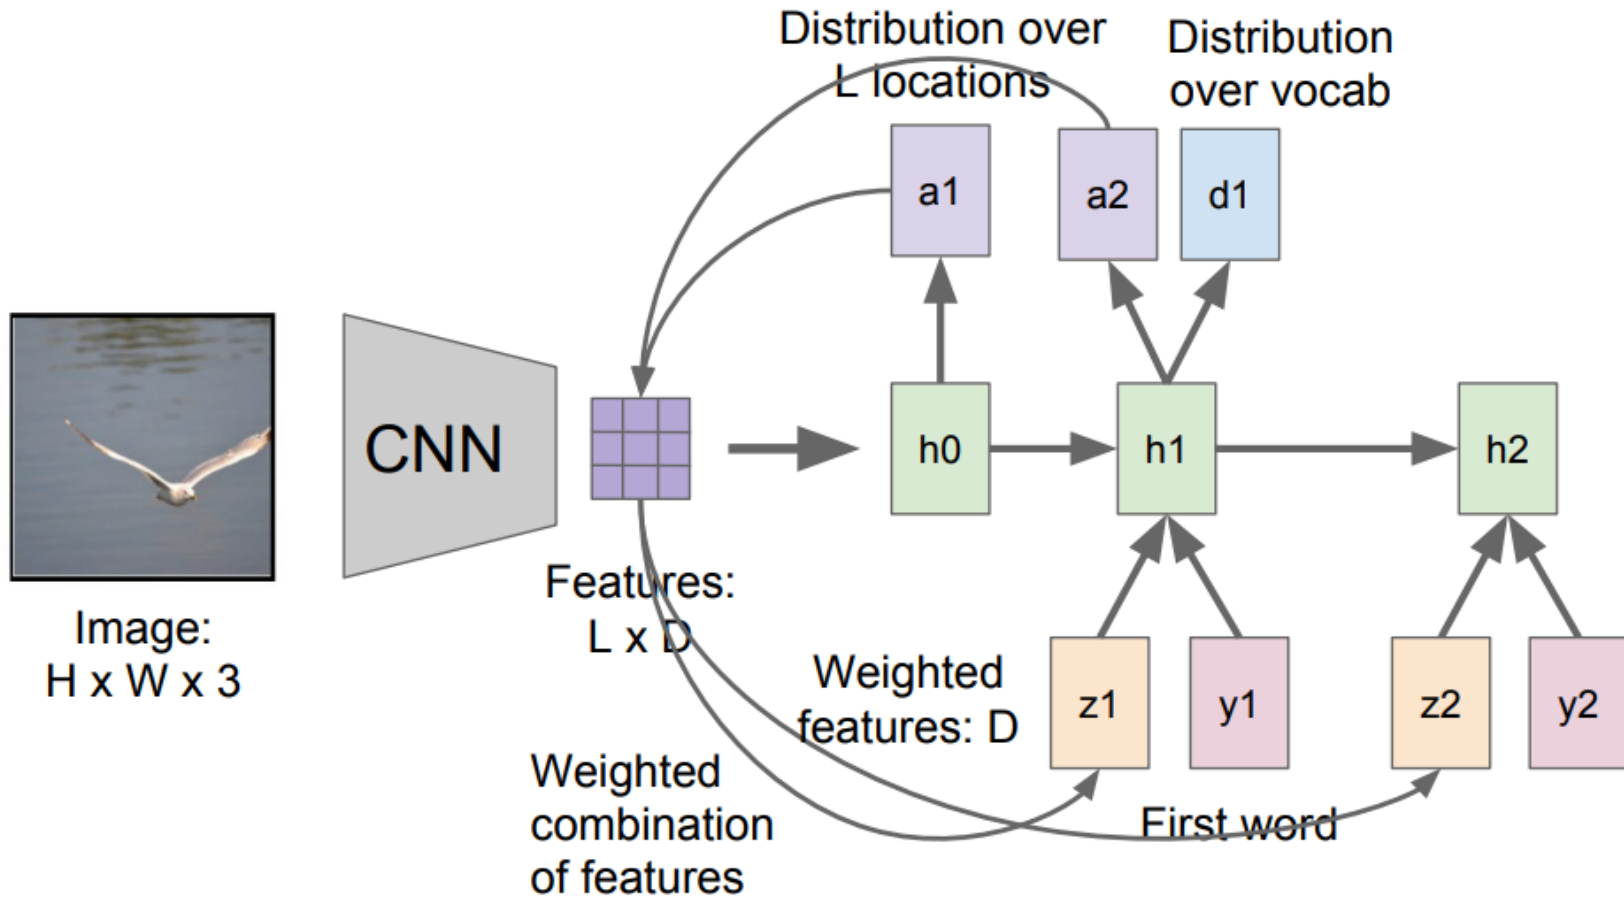 Distribution over
L locations
Distribution
over vocab
a1
a2
d1
CNN
h0
h1
h2
Features:
L x D
Image:
H x W x 3
Weighted
features: D
z1
y1
z2
y2
Weighted
combination
of features
First word